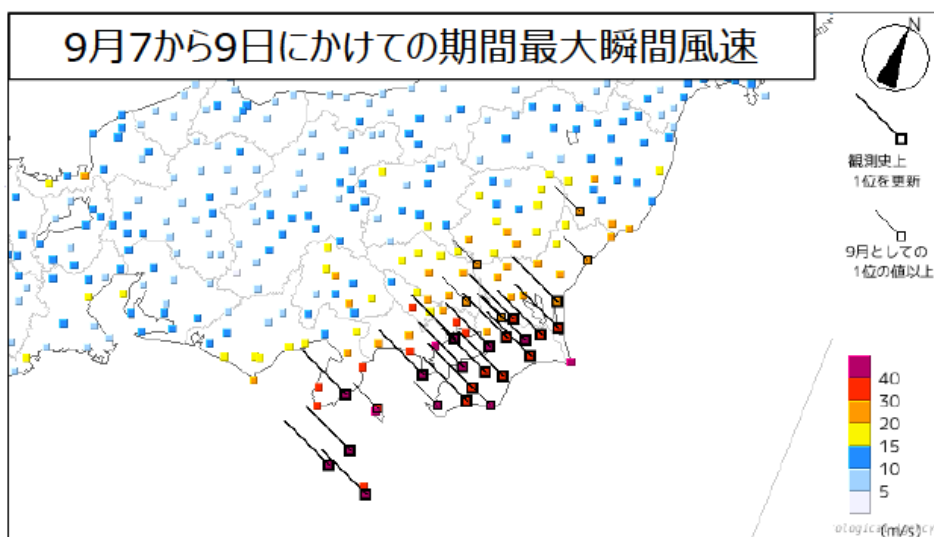 9月7から9日にかけての期間最大瞬間風速
N
観測史上
1位を更新
9月としての
1位の値以上
40
30
20
15
10
5
(m/s)